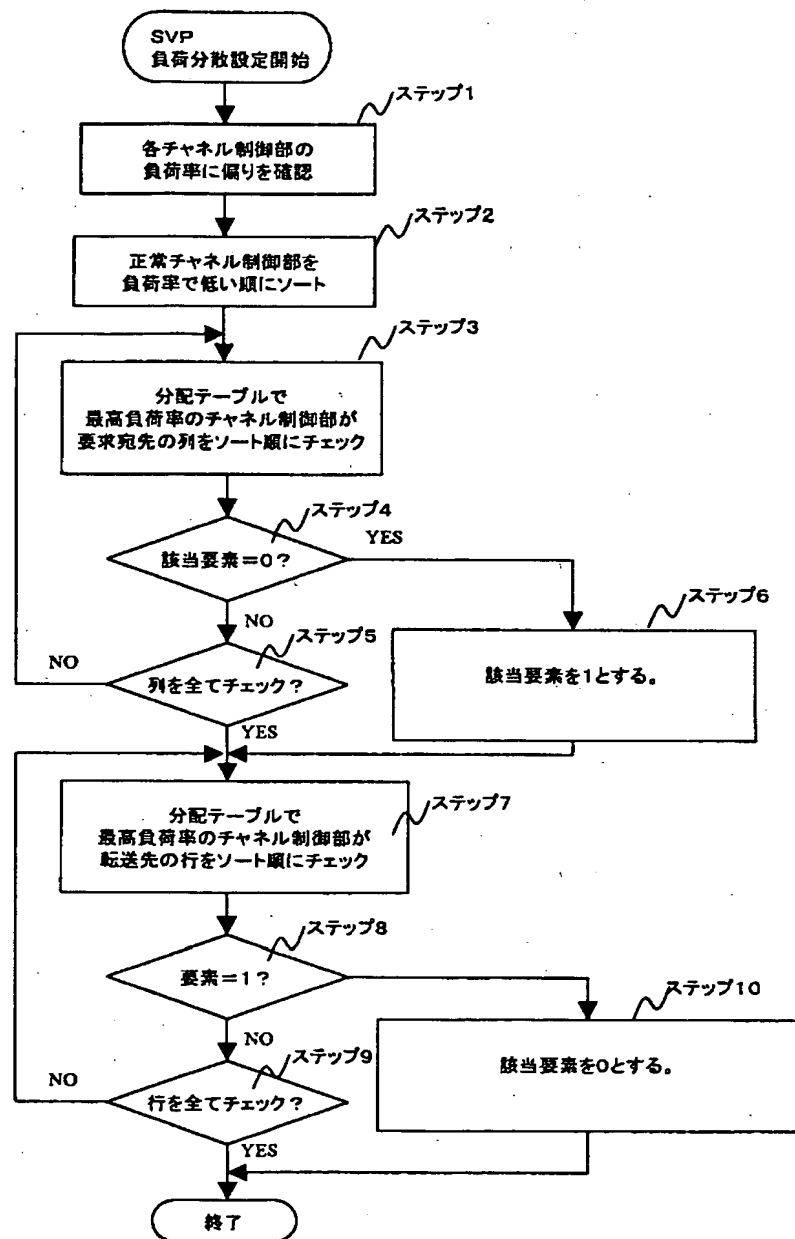 SVP
負荷分散設定開始
ステップ1
各チャネル制御部の
負荷率に偏りを確認
ステップ2
正常チャネル制御部を
負荷率で低い順にソート
ステップ3
分配テーブルで
最高負荷率のチャネル制御部が
要求宛先の列をソート順にチェック
ステップ4
該当要素=0?
YES
NO
ステップ5
列を全てチェック?
NO
YES
ステップ6
該当要素を1とする。
ステップ7
分配テーブルで
最高負荷率のチャネル制御部が
転送先の行をソート順にチェック
ステップ8
要素=1?
NO
ステップ9
行を全てチェック?
NO
YES
ステップ10
該当要素を0とする。
終了